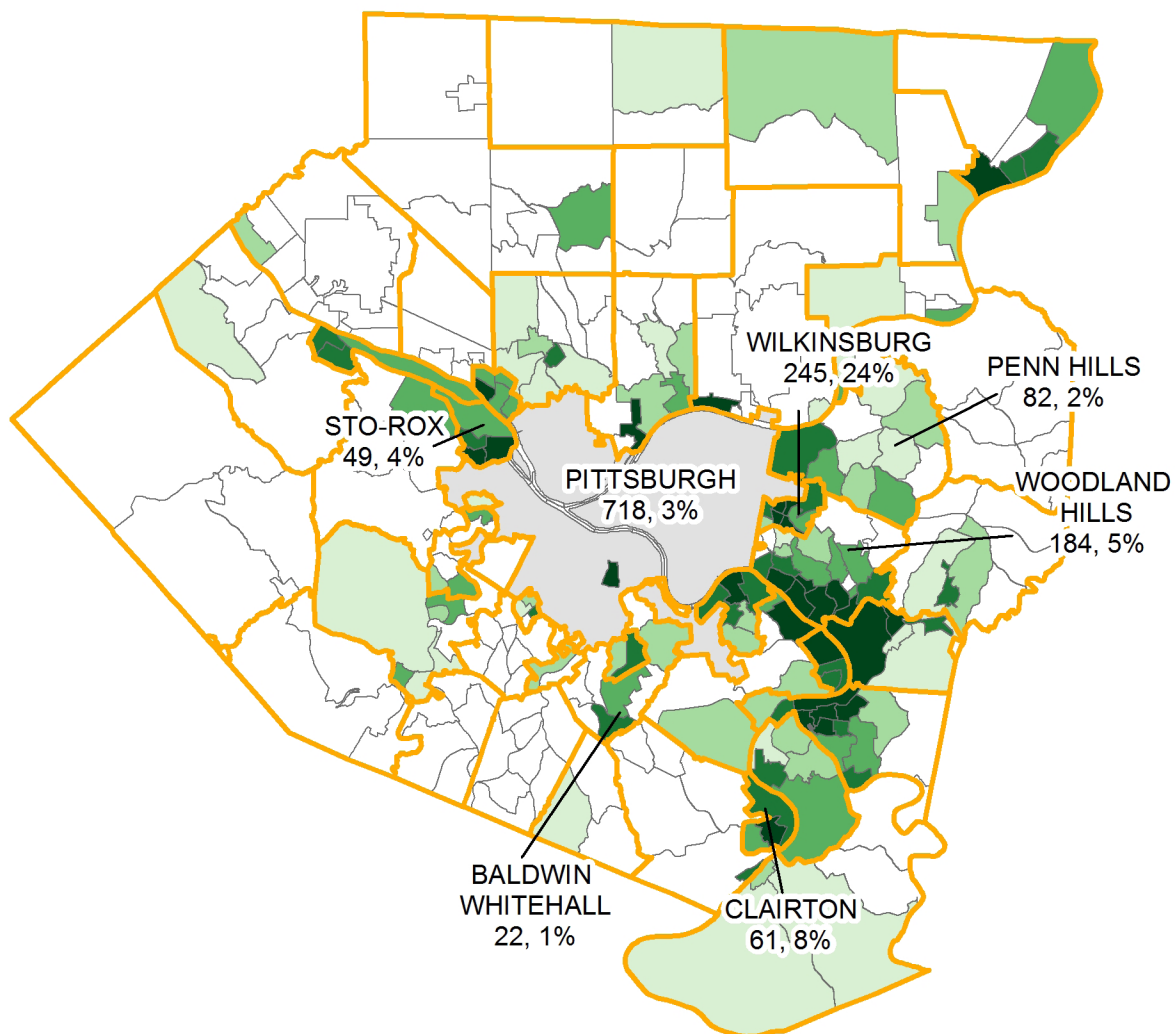 WILKINSBURG
245, 24%
PENN HILLS
82, 2%
STO-ROX
49, 4%
PITTSBURGH
718, 3%
WOODLAND
HILLS
184, 5%
BALDWIN
WHITEHALL
22, 1%
CLAIRTON
61, 8%